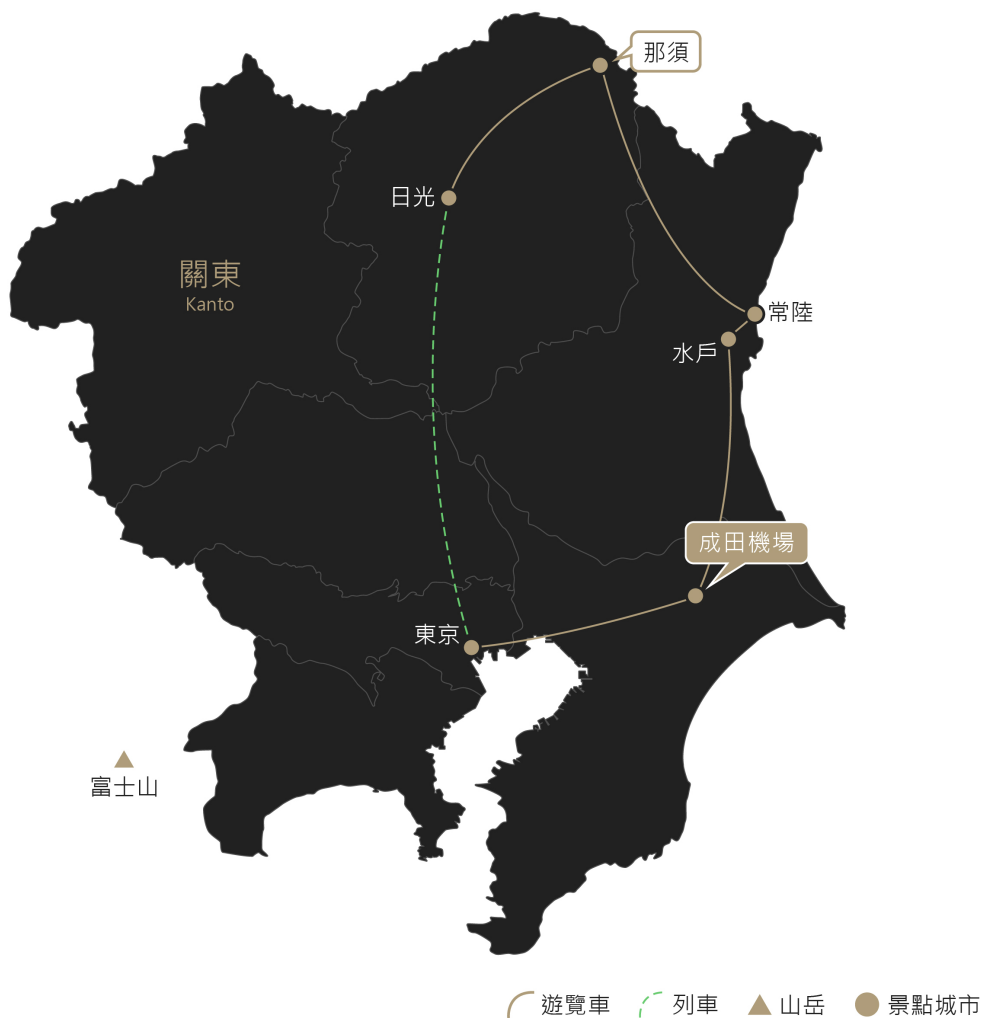 那須
日光
關東
Kanto
常陸
水戶
成田機場
東京
富士山
遊覽車 列車 山岳 景點城市